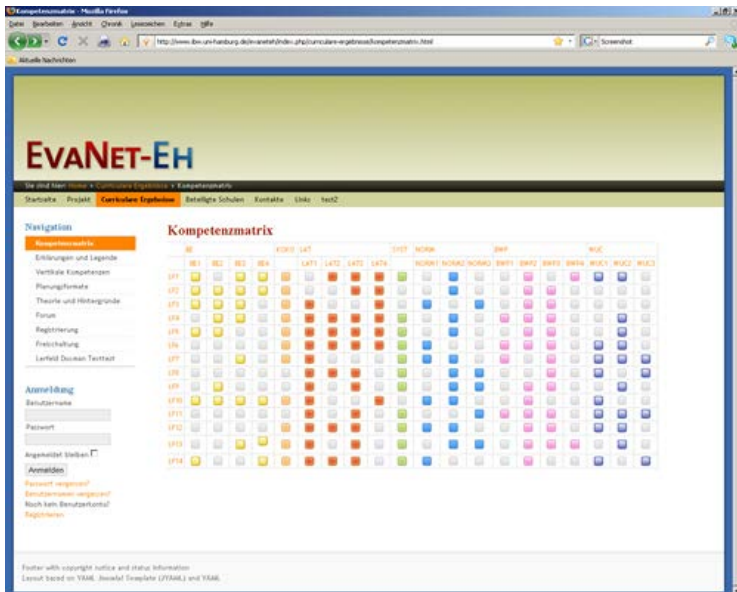 Kompetenzmatrix - Mozilla Firefox
Datei Bearbeiten Ansicht Chronik Lesezeichen Extras Hilfe
http://www.ibw.uni-hamburg.de/evaneteh/index.php/curriculare-ergebnisse/kompetenzmatrix.html
Screenshot
Aktuelle Nachrichten
EVANET-EH
Sie sind hier: Home Curriculare Ergebnisse Kompetenzmatrix
Startseite Projekt Curriculare Ergebnisse Beteiligte Schulen Kontakte Links test2
Navigation
Kompetenzmatrix
Erklärungen und Legende
Vertikale Kompetenzen
Planungsformate
Theorie und Hintergründe
Forum
Registrierung
Freischaltung
Lerfeld Docman Testtext
Anmeldung
Benutzername
Passwort
Angemeldet bleiben
Anmelden
Passwort vergessen?
Benutzernamen vergessen?
Noch kein Benutzerkonto?
Registrieren
Kompetenzmatrix
BE LAT SYST NORM BWP WUC
BE1 BE2 BE3 BE4 LAT1 LAT2 LAT3 LAT4 NORM1 NORM2 NORM3 BWP1 BWP2 BWP3 BWP4 WUC1 WUC2 WUC3
LF1
LF2
LF3
LF4
LF5
LF6
LF7
LF8
LF9
LF10
LF11
LF12
LF13
LF14
Footer with copyright notice and status information
Layout based on YAML Joomla! Template (JYAML) and YAML